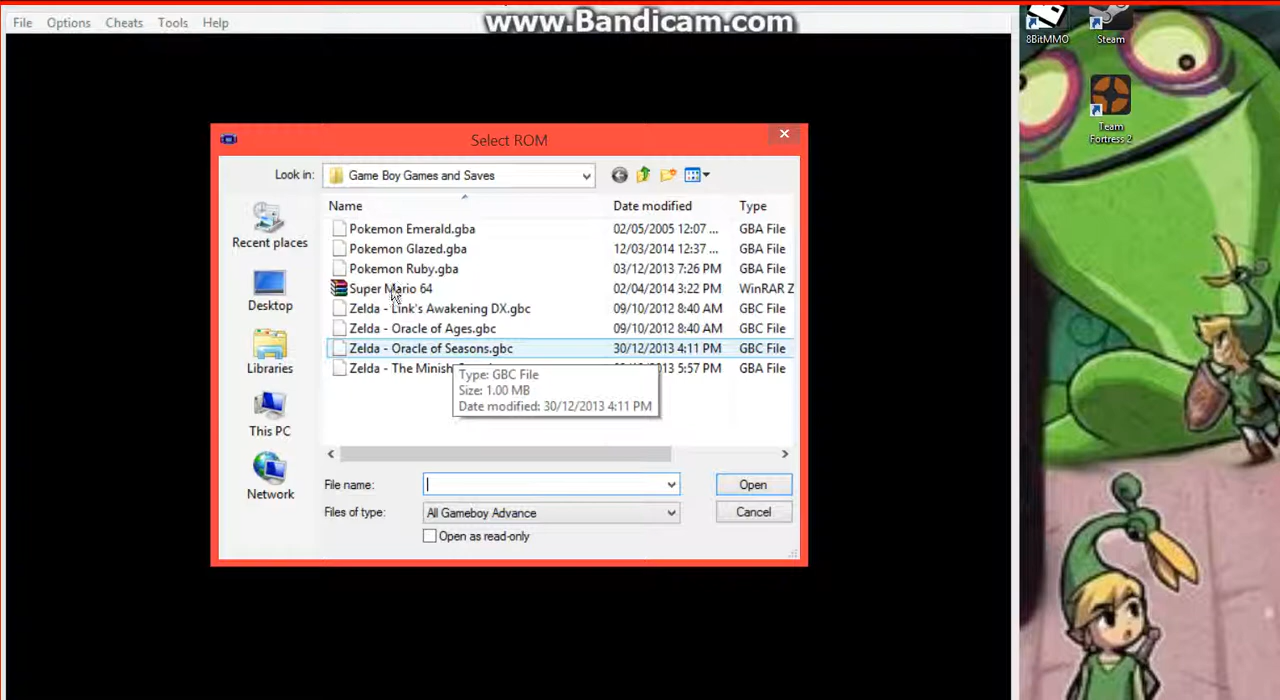 File Options Cheats Tools Help
www.Bandicam.com
8BitMMO Steam
Team
Fortress 2
Select ROM
Look in: Game Boy Games and Saves
Name Date modified Type
Pokemon Emerald.gba 02/05/2005 12:07 ... GBA File
Pokemon Glazed.gba 12/03/2014 12:37 ... GBA File
Pokemon Ruby.gba 03/12/2013 7:26 PM GBA File
Super Mario 64 02/04/2014 3:22 PM WinRAR Z
Zelda - Link's Awakening DX.gbc 09/10/2012 8:40 AM GBC File
Zelda - Oracle of Ages.gbc 09/10/2012 8:40 AM GBC File
Zelda - Oracle of Seasons.gbc 30/12/2013 4:11 PM GBC File
Zelda - The Minish 5:57 PM GBA File
Type: GBC File
Size: 1.00 MB
Date modified: 30/12/2013 4:11 PM
Recent places
Desktop
Libraries
This PC
Network
File name: Open
Files of type: All Gameboy Advance Cancel
Open as read-only